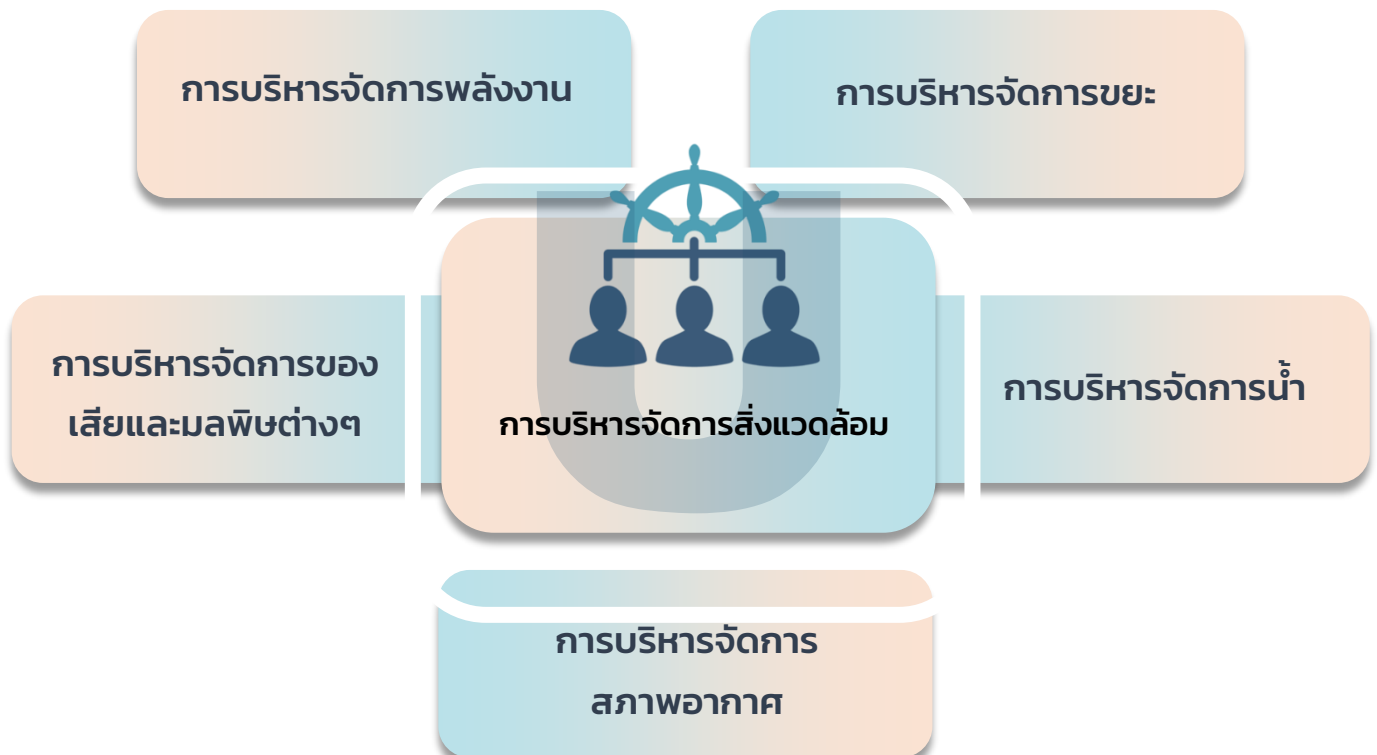 การบริหารจัดการพลังงาน
การบริหารจัดการขยะ
การบริหารจัดการของ
เสียและมลพิษต่างๆ
การบริหารจัดการสิ่งแวดล้อม
การบริหารจัดการน้ำ
การบริหารจัดการ
สภาพอากาศ